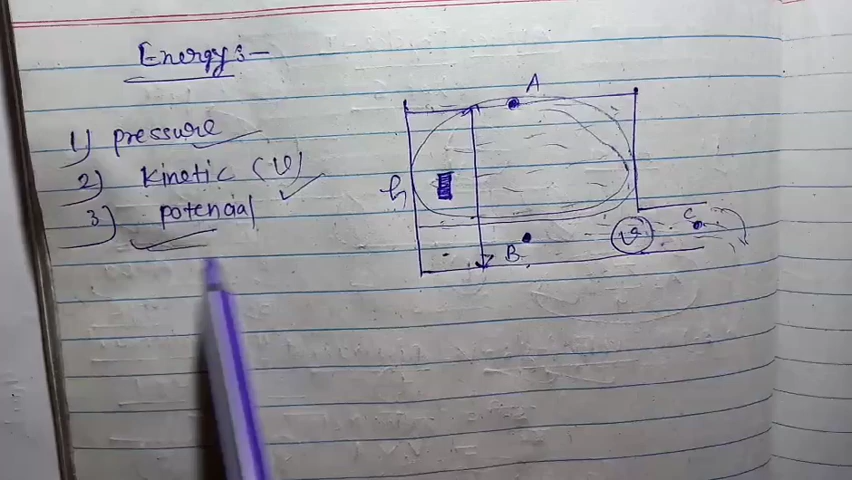 Energy:-
1) pressure
2) kinetic (v)
3) potencial
A
h
B
v
C